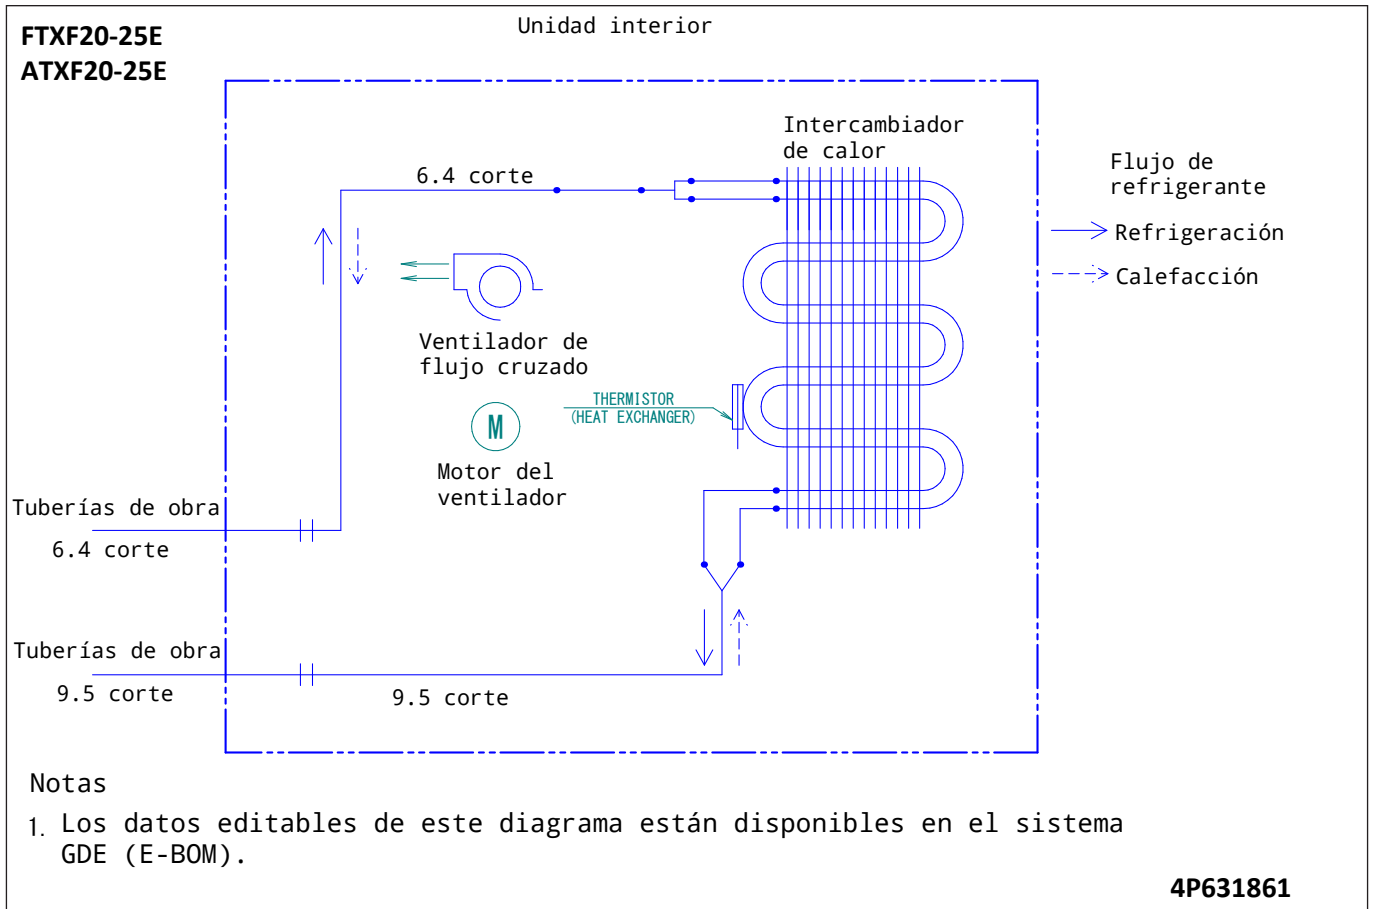 FTXF20-25E
ATXF20-25E
Unidad interior
Intercambiador
de calor
6.4 corte
Flujo de
refrigerante
Refrigeración
Calefacción
Ventilador de
flujo cruzado
THERMISTOR
(HEAT EXCHANGER)
M
Motor del
ventilador
Tuberías de obra
6.4 corte
Tuberías de obra
9.5 corte
9.5 corte
Notas
1. Los datos editables de este diagrama están disponibles en el sistema
GDE (E-BOM).
4P631861